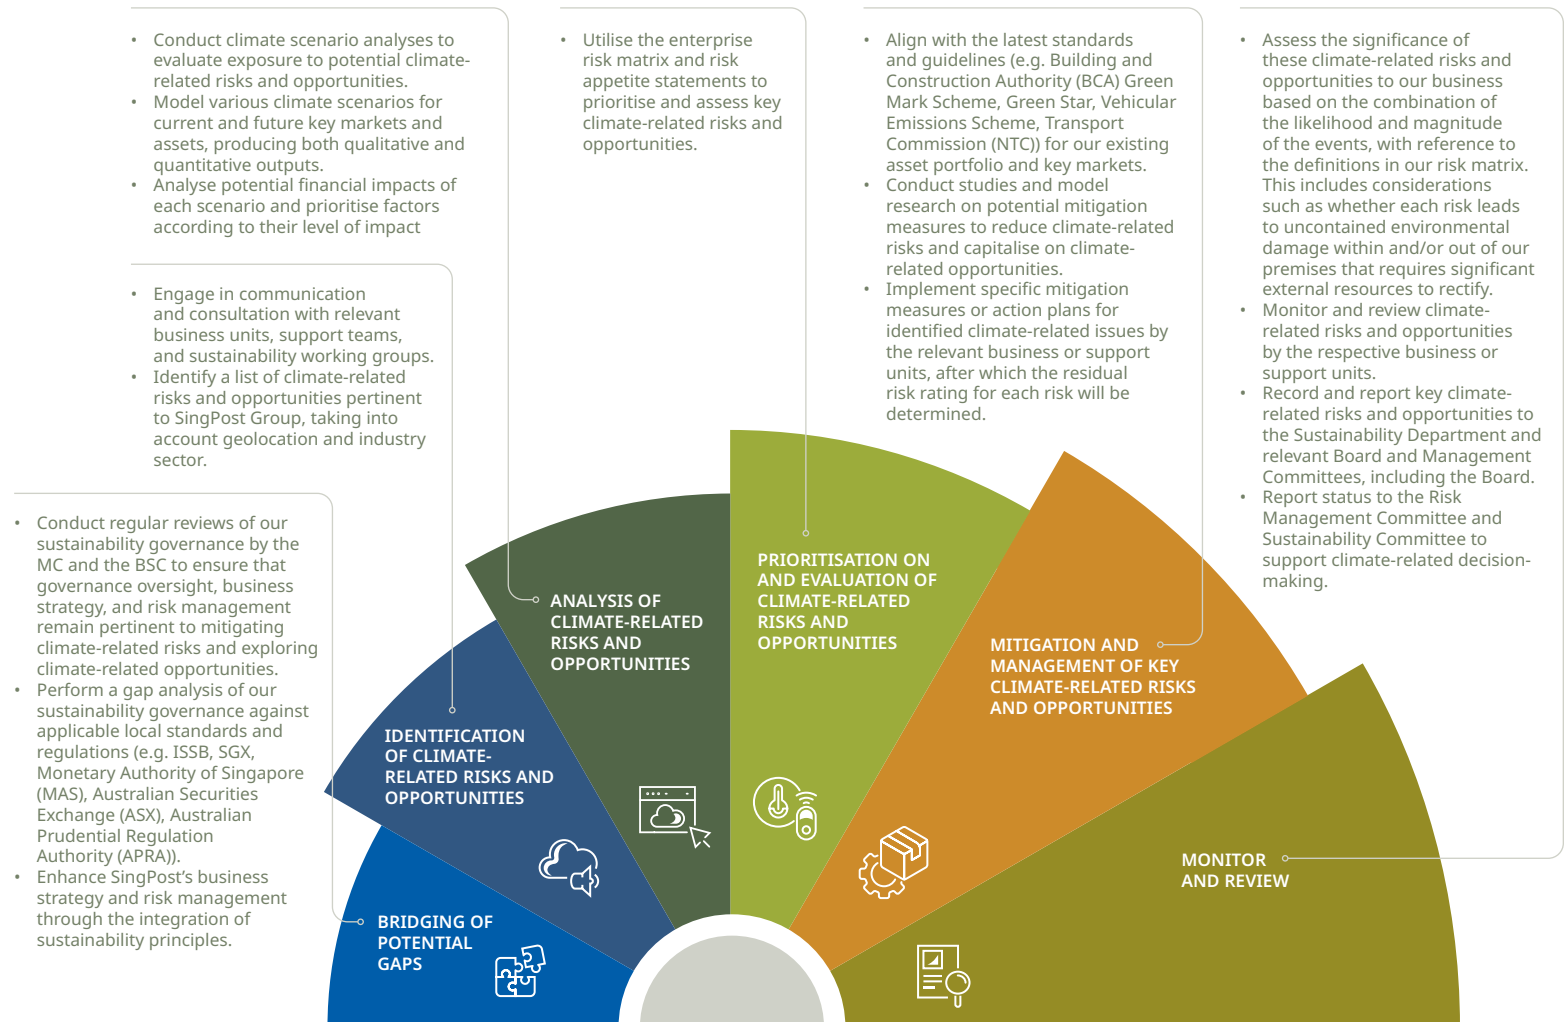 • Conduct climate scenario analyses to
evaluate exposure to potential climate-
related risks and opportunities.
• Model various climate scenarios for
current and future key markets and
assets, producing both qualitative and
quantitative outputs.
• Analyse potential financial impacts of
each scenario and prioritise factors
according to their level of impact
• Utilise the enterprise
risk matrix and risk
appetite statements to
prioritise and assess key
climate-related risks and
opportunities.
• Align with the latest standards
and guidelines (e.g. Building and
Construction Authority (BCA) Green
Mark Scheme, Green Star, Vehicular
Emissions Scheme, Transport
Commission (NTC)) for our existing
asset portfolio and key markets.
• Conduct studies and model
research on potential mitigation
measures to reduce climate-related
risks and capitalise on climate-
related opportunities.
• Implement specific mitigation
measures or action plans for
identified climate-related issues by
the relevant business or support
units, after which the residual
risk rating for each risk will be
determined.
• Assess the significance of
these climate-related risks and
opportunities to our business
based on the combination of
the likelihood and magnitude
of the events, with reference to
the definitions in our risk matrix.
This includes considerations
such as whether each risk leads
to uncontained environmental
damage within and/or out of our
premises that requires significant
external resources to rectify.
• Monitor and review climate-
related risks and opportunities
by the respective business or
support units.
• Record and report key climate-
related risks and opportunities to
the Sustainability Department and
relevant Board and Management
Committees, including the Board.
• Report status to the Risk
Management Committee and
Sustainability Committee to
support climate-related decision-
making.
• Engage in communication
and consultation with relevant
business units, support teams,
and sustainability working groups.
• Identify a list of climate-related
risks and opportunities pertinent
to SingPost Group, taking into
account geolocation and industry
sector.
• Conduct regular reviews of our
sustainability governance by the
MC and the BSC to ensure that
governance oversight, business
strategy, and risk management
remain pertinent to mitigating
climate-related risks and exploring
climate-related opportunities.
• Perform a gap analysis of our
sustainability governance against
applicable local standards and
regulations (e.g. ISSB, SGX,
Monetary Authority of Singapore
(MAS), Australian Securities
Exchange (ASX), Australian
Prudential Regulation
Authority (APRA)).
• Enhance SingPost's business
strategy and risk management
through the integration of
sustainability principles.
BRIDGING OF
POTENTIAL
GAPS
IDENTIFICATION
OF CLIMATE-
RELATED RISKS AND
OPPORTUNITIES
ANALYSIS OF
CLIMATE-RELATED
RISKS AND
OPPORTUNITIES
PRIORITISATION ON
AND EVALUATION OF
CLIMATE-RELATED
RISKS AND
OPPORTUNITIES
MITIGATION AND
MANAGEMENT OF KEY
CLIMATE-RELATED RISKS
AND OPPORTUNITIES
MONITOR
AND REVIEW